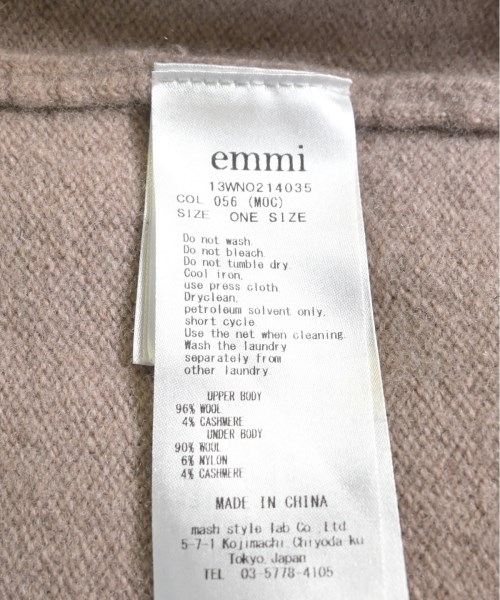 emmi
13WNO214035
COL 056 (MOC)
SIZE ONE SIZE
Do not wash.
Do not bleach.
Do not tumble dry.
Cool iron,
use press cloth.
Dryclean,
petroleum solvent only,
short cycle.
Use the net when cleaning.
Wash the laundry
separately from
other laundry
UPPER BODY
96% WOOL
4% CASHMERE
UNDER BODY
90% WOOL
6% NYLON
4% CASHMERE
MADE IN CHINA
mash style lab Co.,Ltd.
5-7-1 Kojimachi,Chiyoda-ku
Tokyo,Japan
TEL 03-5778-4105